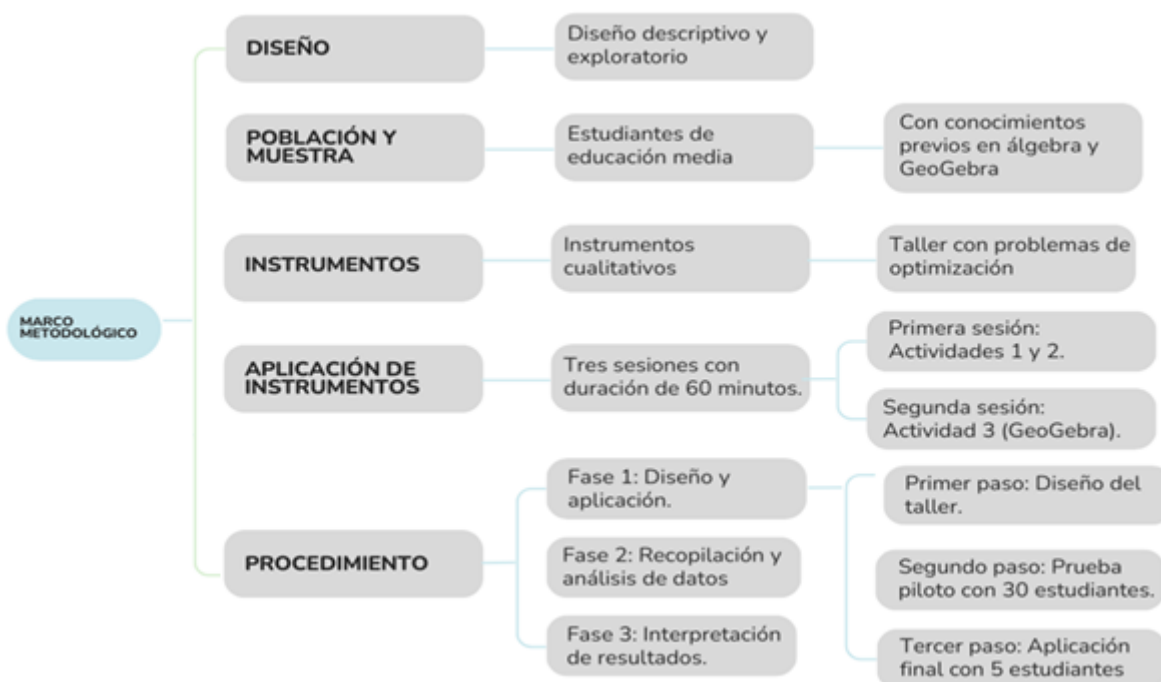 MARCO
METODOLÓGICO
DISEÑO
Diseño descriptivo y
exploratorio
POBLACIÓN Y
MUESTRA
Estudiantes de
educación media
Con conocimientos
previos en álgebra y
GeoGebra
INSTRUMENTOS
Instrumentos
cualitativos
Taller con problemas de
optimización
APLICACIÓN DE
INSTRUMENTOS
Tres sesiones con
duración de 60 minutos.
Primera sesión:
Actividades 1 y 2.
Segunda sesión:
Actividad 3 (GeoGebra).
PROCEDIMIENTO
Fase 1: Diseño y
aplicación.
Primer paso: Diseño del
taller.
Segundo paso: Prueba
piloto con 30 estudiantes.
Tercer paso: Aplicación
final con 5 estudiantes
Fase 2: Recopilación y
análisis de datos
Fase 3: Interpretación
de resultados.